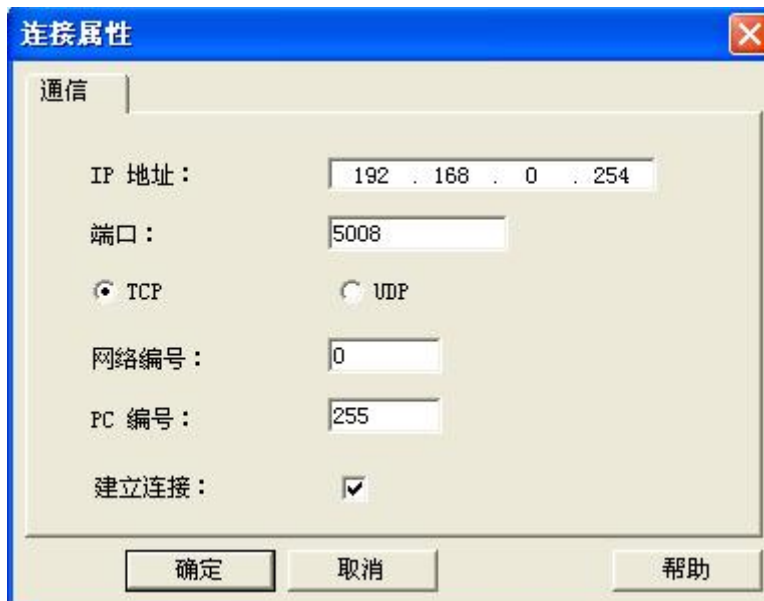 连接属性
通信
IP 地址：
192 . 168 . 0 . 254
端口：
5008
TCP UDP
网络编号：
0
PC 编号：
255
建立连接：
确定 取消 帮助